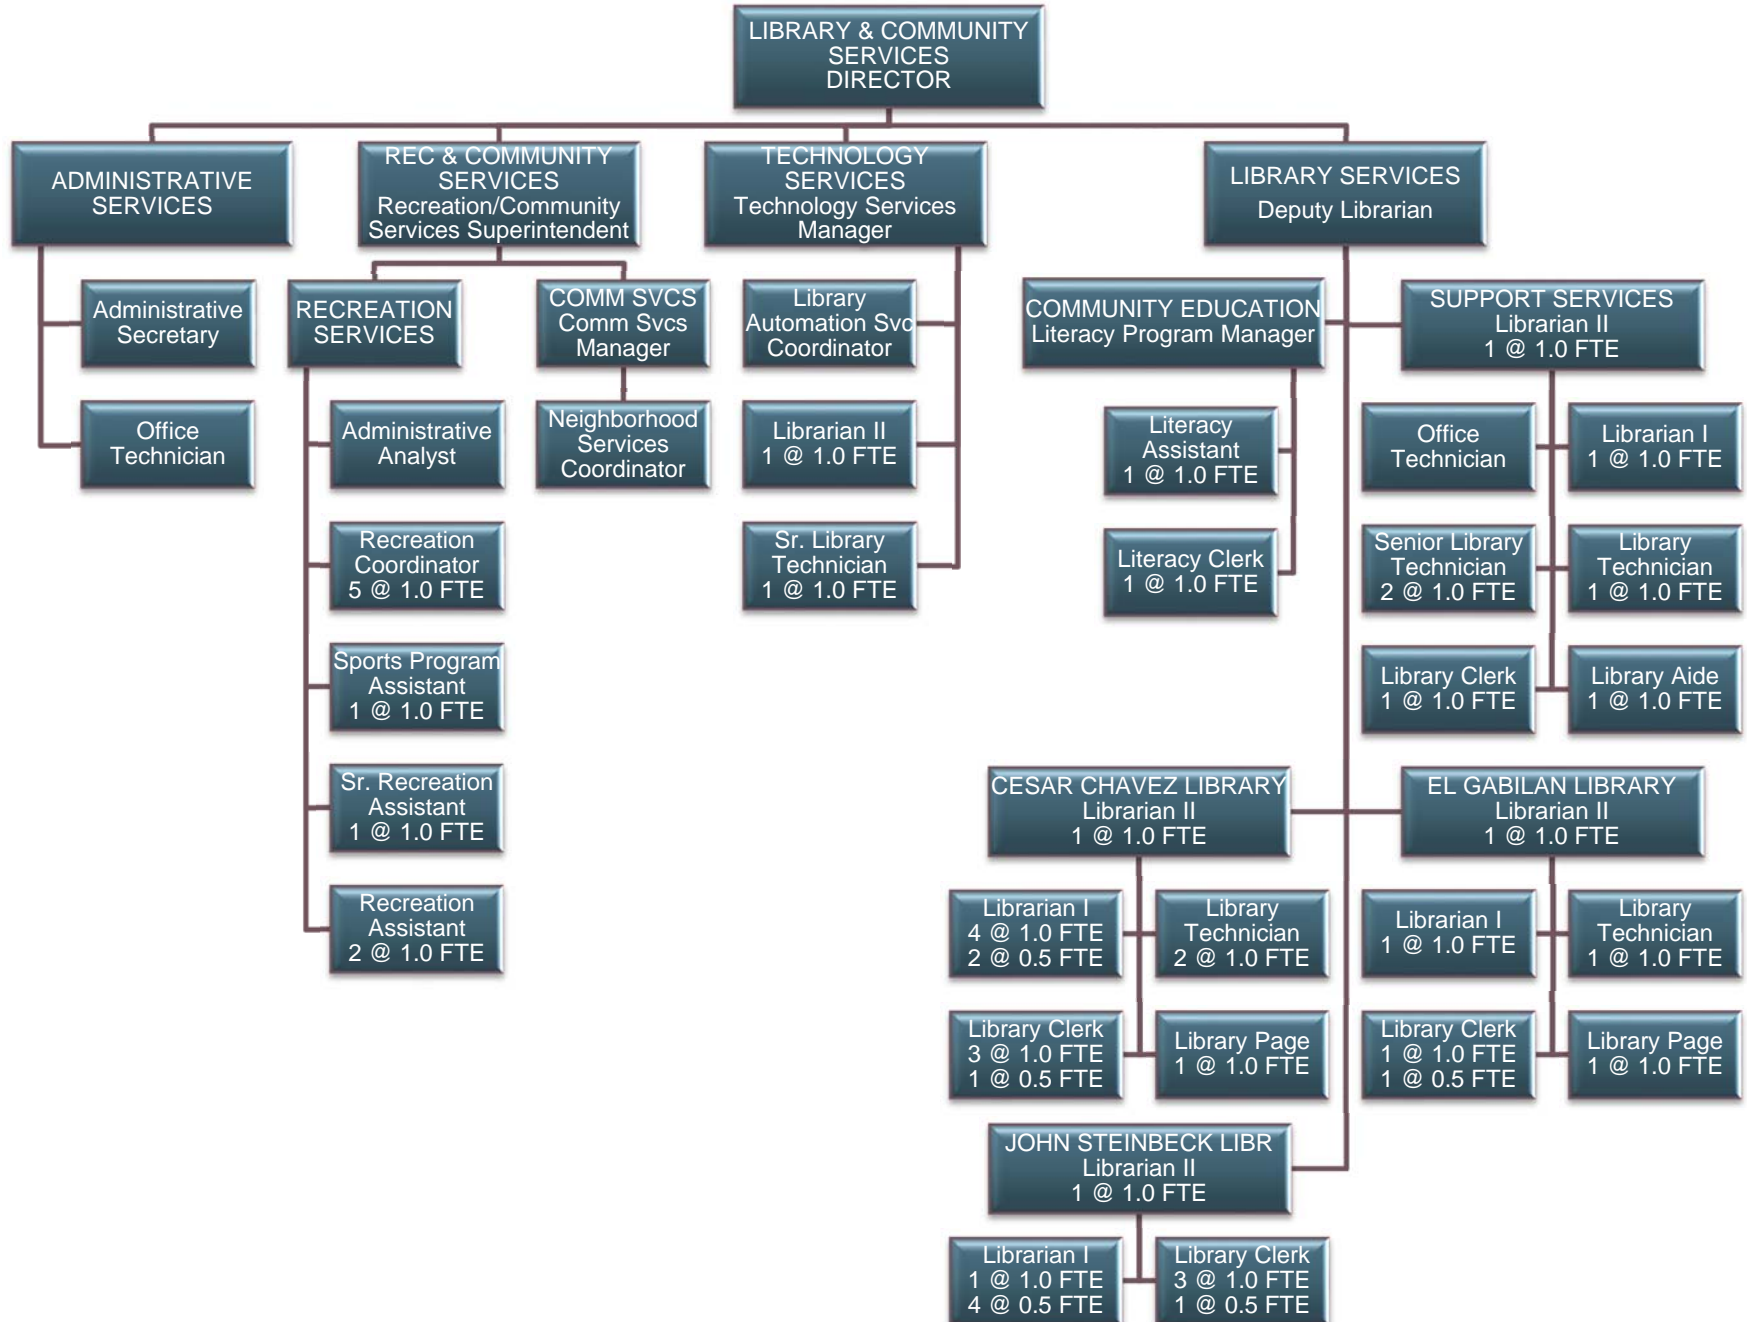 LIBRARY & COMMUNITY
SERVICES
DIRECTOR
ADMINISTRATIVE
SERVICES
REC & COMMUNITY
SERVICES
Recreation/Community
Services Superintendent
TECHNOLOGY
SERVICES
Technology Services
Manager
LIBRARY SERVICES
Deputy Librarian
Administrative
Secretary
Office
Technician
RECREATION
SERVICES
Administrative
Analyst
Recreation
Coordinator
5 @ 1.0 FTE
Sports Program
Assistant
1 @ 1.0 FTE
Sr. Recreation
Assistant
1 @ 1.0 FTE
Recreation
Assistant
2 @ 1.0 FTE
COMM SVCS
Comm Svcs
Manager
Neighborhood
Services
Coordinator
Library
Automation Svc
Coordinator
Librarian II
1 @ 1.0 FTE
Sr. Library
Technician
1 @ 1.0 FTE
COMMUNITY EDUCATION
Literacy Program Manager
Literacy
Assistant
1 @ 1.0 FTE
Literacy Clerk
1 @ 1.0 FTE
SUPPORT SERVICES
Librarian II
1 @ 1.0 FTE
Office
Technician
Librarian I
1 @ 1.0 FTE
Senior Library
Technician
2 @ 1.0 FTE
Library
Technician
1 @ 1.0 FTE
Library Clerk
1 @ 1.0 FTE
Library Aide
1 @ 1.0 FTE
CESAR CHAVEZ LIBRARY
Librarian II
1 @ 1.0 FTE
Librarian I
4 @ 1.0 FTE
2 @ 0.5 FTE
Library
Technician
2 @ 1.0 FTE
Library Clerk
3 @ 1.0 FTE
1 @ 0.5 FTE
Library Page
1 @ 1.0 FTE
EL GABILAN LIBRARY
Librarian II
1 @ 1.0 FTE
Librarian I
1 @ 1.0 FTE
Library
Technician
1 @ 1.0 FTE
Library Clerk
1 @ 1.0 FTE
1 @ 0.5 FTE
Library Page
1 @ 1.0 FTE
JOHN STEINBECK LIBR
Librarian II
1 @ 1.0 FTE
Librarian I
1 @ 1.0 FTE
4 @ 0.5 FTE
Library Clerk
3 @ 1.0 FTE
1 @ 0.5 FTE